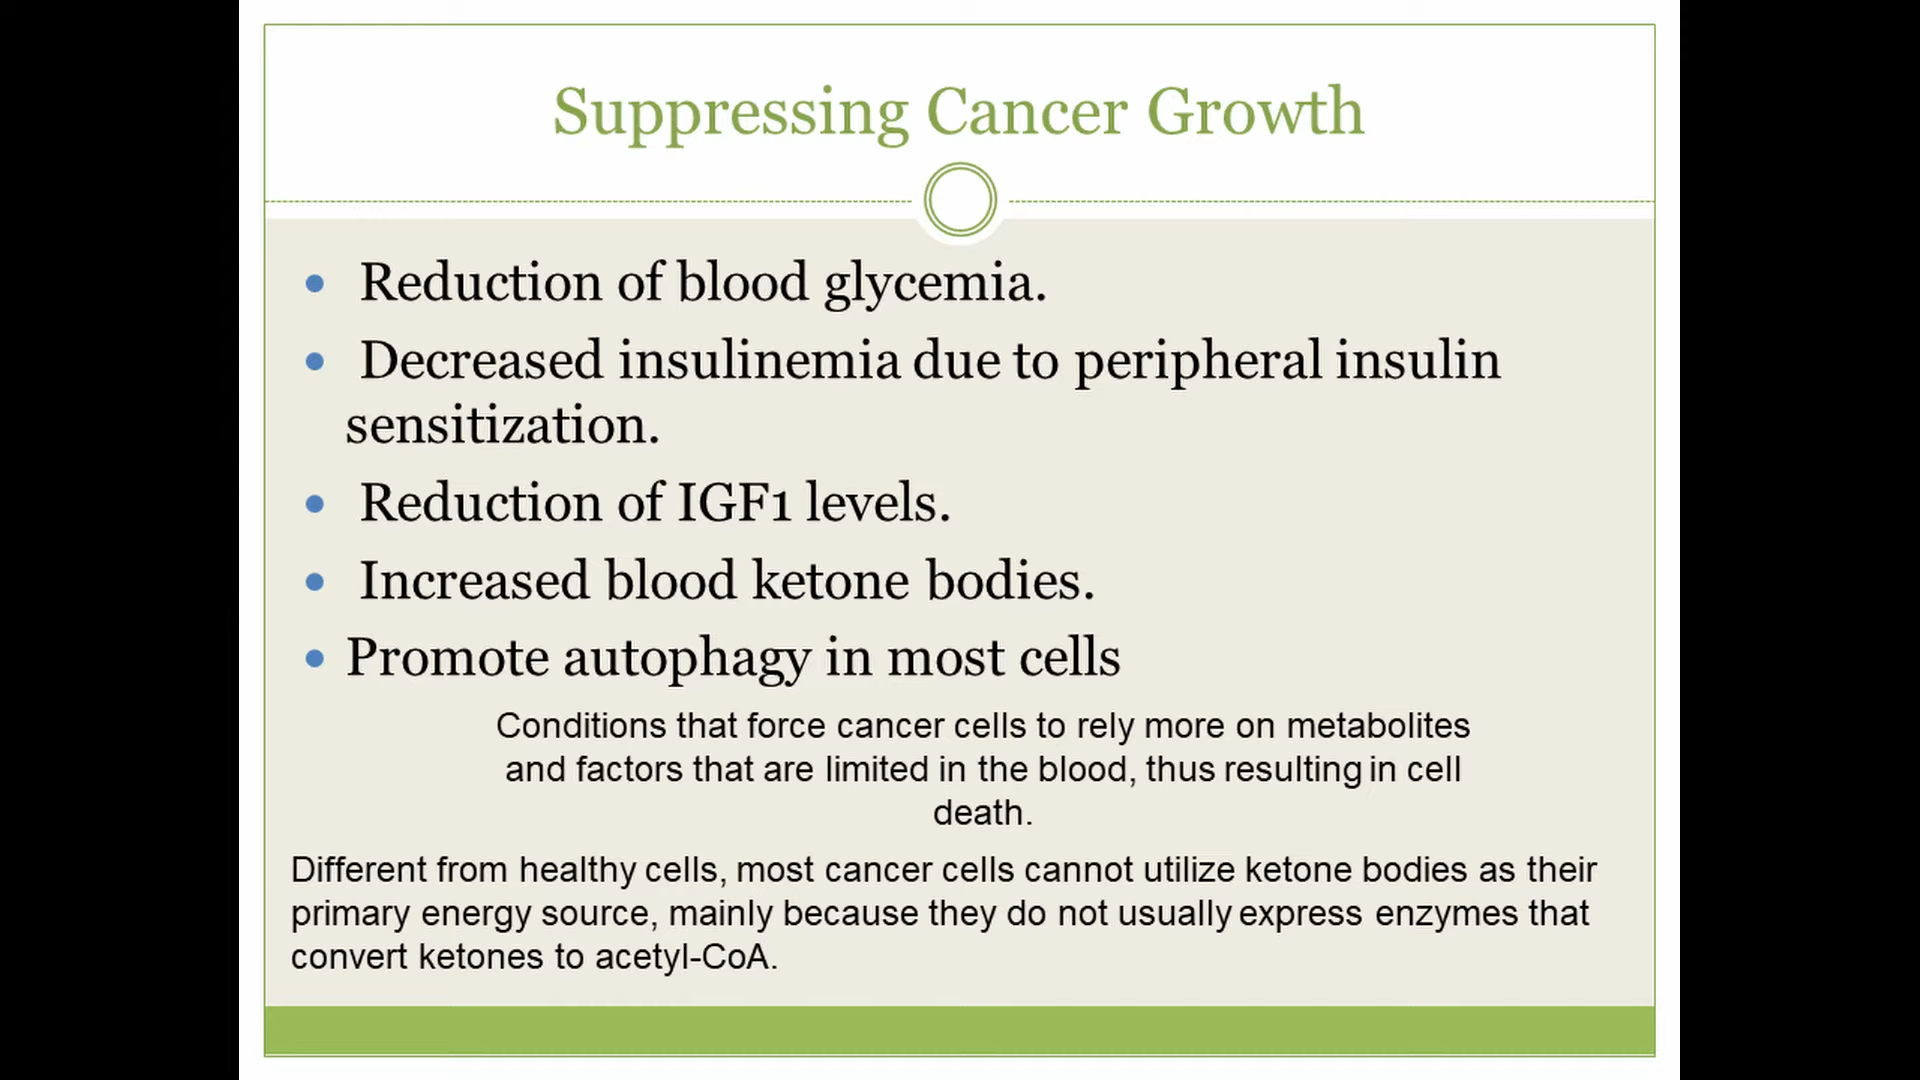 Suppressing Cancer Growth
• Reduction of blood glycemia.
• Decreased insulinemia due to peripheral insulin
sensitization.
• Reduction of IGF1 levels.
• Increased blood ketone bodies.
• Promote autophagy in most cells
Conditions that force cancer cells to rely more on metabolites
and factors that are limited in the blood, thus resulting in cell
death.
Different from healthy cells, most cancer cells cannot utilize ketone bodies as their
primary energy source, mainly because they do not usually express enzymes that
convert ketones to acetyl-CoA.